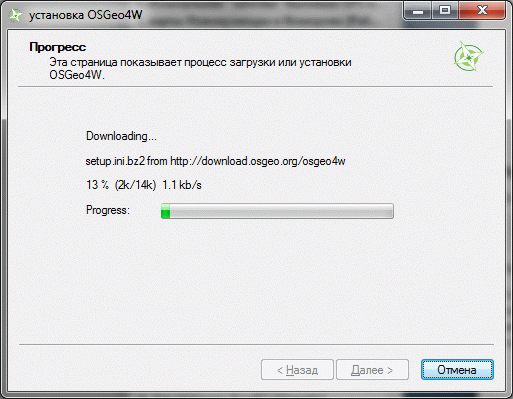 установка OSGeo4W
Прогресс
Эта страница показывает процесс загрузки или установки
OSGeo4W.
Downloading...
setup.ini.bz2 from http://download.osgeo.org/osgeo4w
13 % (2k/14k) 1.1 kb/s
Progress:
< Назад
Далее >
Отмена